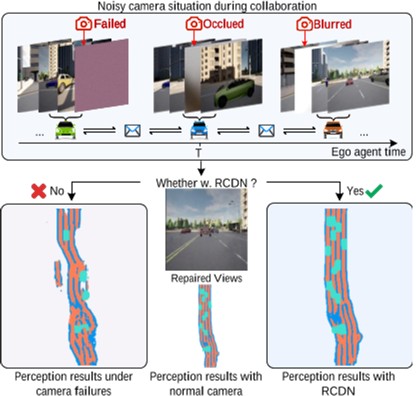 Noisy camera situation during collaboration
Failed
Occlued
Blurred
...
...
T
Ego agent time
Whether w. RCDN ?
No
Yes
Repaired Views
Perception results under
camera failures
Perception results with
normal camera
Perception results with
RCDN